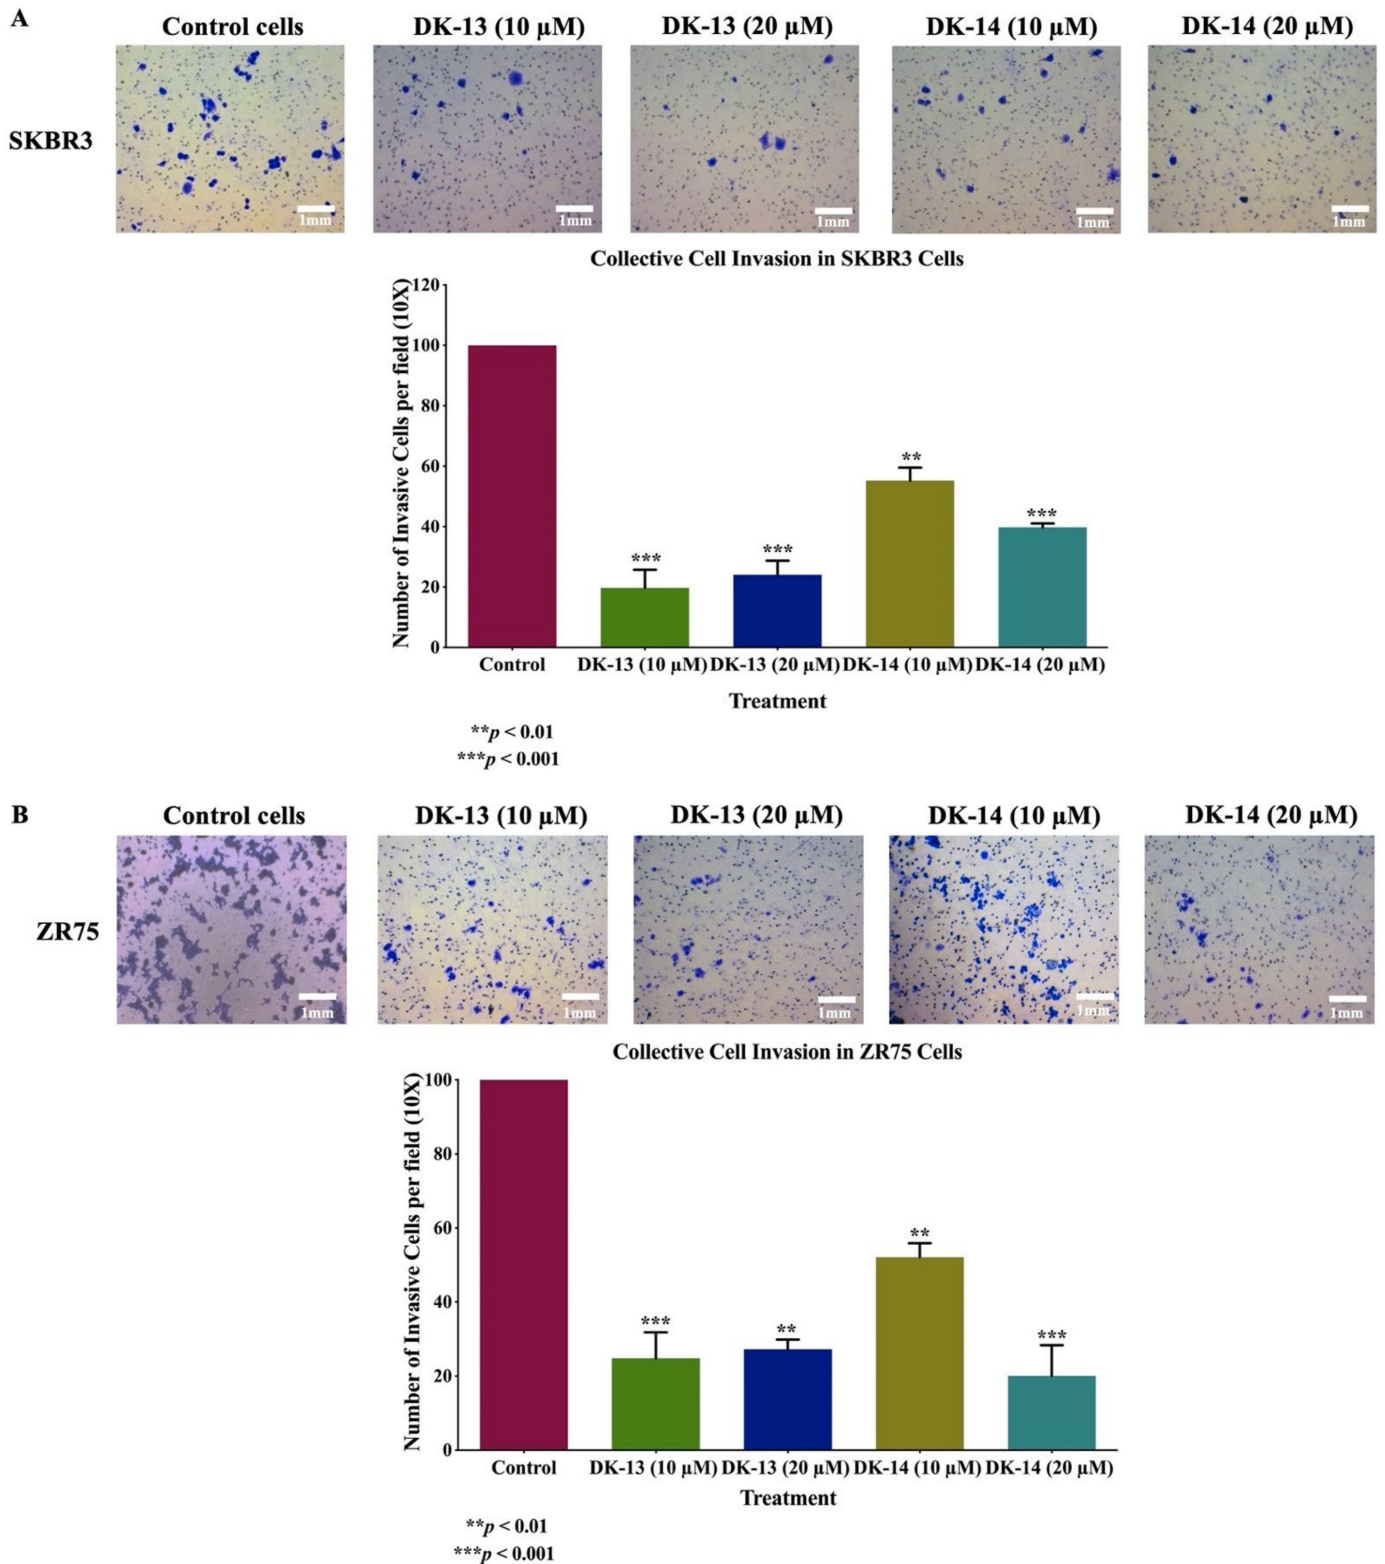 A
Control cells
DK-13 (10 µM)
DK-13 (20 µM)
DK-14 (10 µM)
DK-14 (20 µM)
SKBR3
1mm
1mm
1mm
1mm
1mm
Collective Cell Invasion in SKBR3 Cells
Number of Invasive Cells per field (10X)
120
100
80
60
40
20
0
***
***
**
***
Control
DK-13 (10 µM)
DK-13 (20 µM)
DK-14 (10 µM)
DK-14 (20 µM)
Treatment
**p < 0.01
***p < 0.001
B
Control cells
DK-13 (10 µM)
DK-13 (20 µM)
DK-14 (10 µM)
DK-14 (20 µM)
ZR75
1mm
1mm
1mm
1mm
1mm
Collective Cell Invasion in ZR75 Cells
Number of Invasive Cells per field (10X)
100
80
60
40
20
0
***
**
**
***
Control
DK-13 (10 µM)
DK-13 (20 µM)
DK-14 (10 µM)
DK-14 (20 µM)
Treatment
**p < 0.01
***p < 0.001